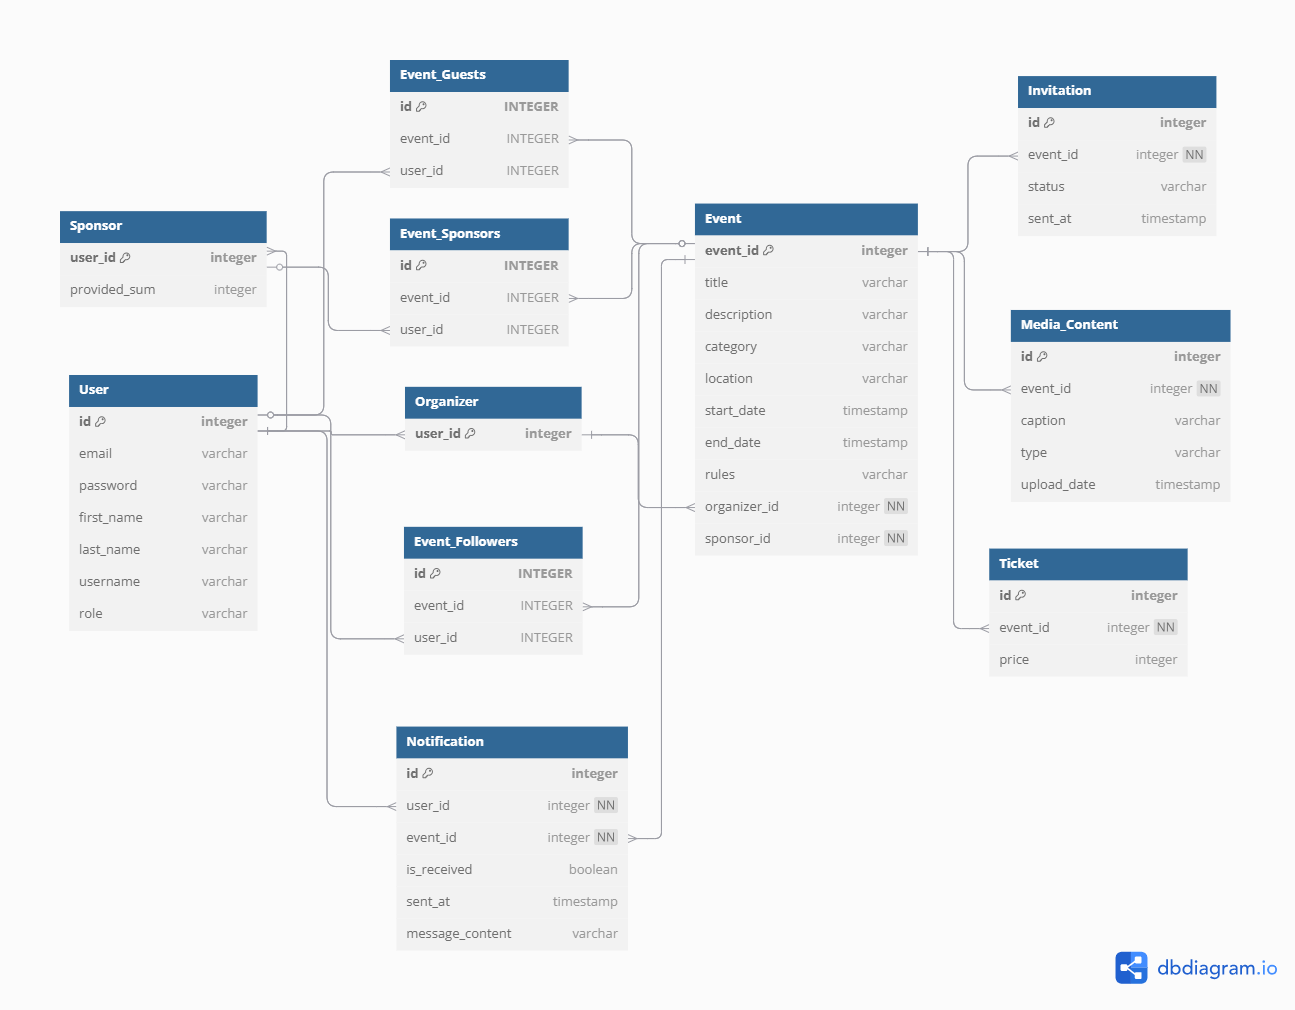 Event_Guests
id INTEGER
event_id INTEGER
user_id INTEGER
Sponsor
user_id integer
provided_sum integer
Event_Sponsors
id INTEGER
event_id INTEGER
user_id INTEGER
User
id integer
email varchar
password varchar
first_name varchar
last_name varchar
username varchar
role varchar
Organizer
user_id integer
Event_Followers
id INTEGER
event_id INTEGER
user_id INTEGER
Notification
id integer
user_id integer NN
event_id integer NN
is_received boolean
sent_at timestamp
message_content varchar
Event
event_id integer
title varchar
description varchar
category varchar
location varchar
start_date timestamp
end_date timestamp
rules varchar
organizer_id integer NN
sponsor_id integer NN
Invitation
id integer
event_id integer NN
status varchar
sent_at timestamp
Media_Content
id integer
event_id integer NN
caption varchar
type varchar
upload_date timestamp
Ticket
id integer
event_id integer NN
price integer
dbdiagram.io